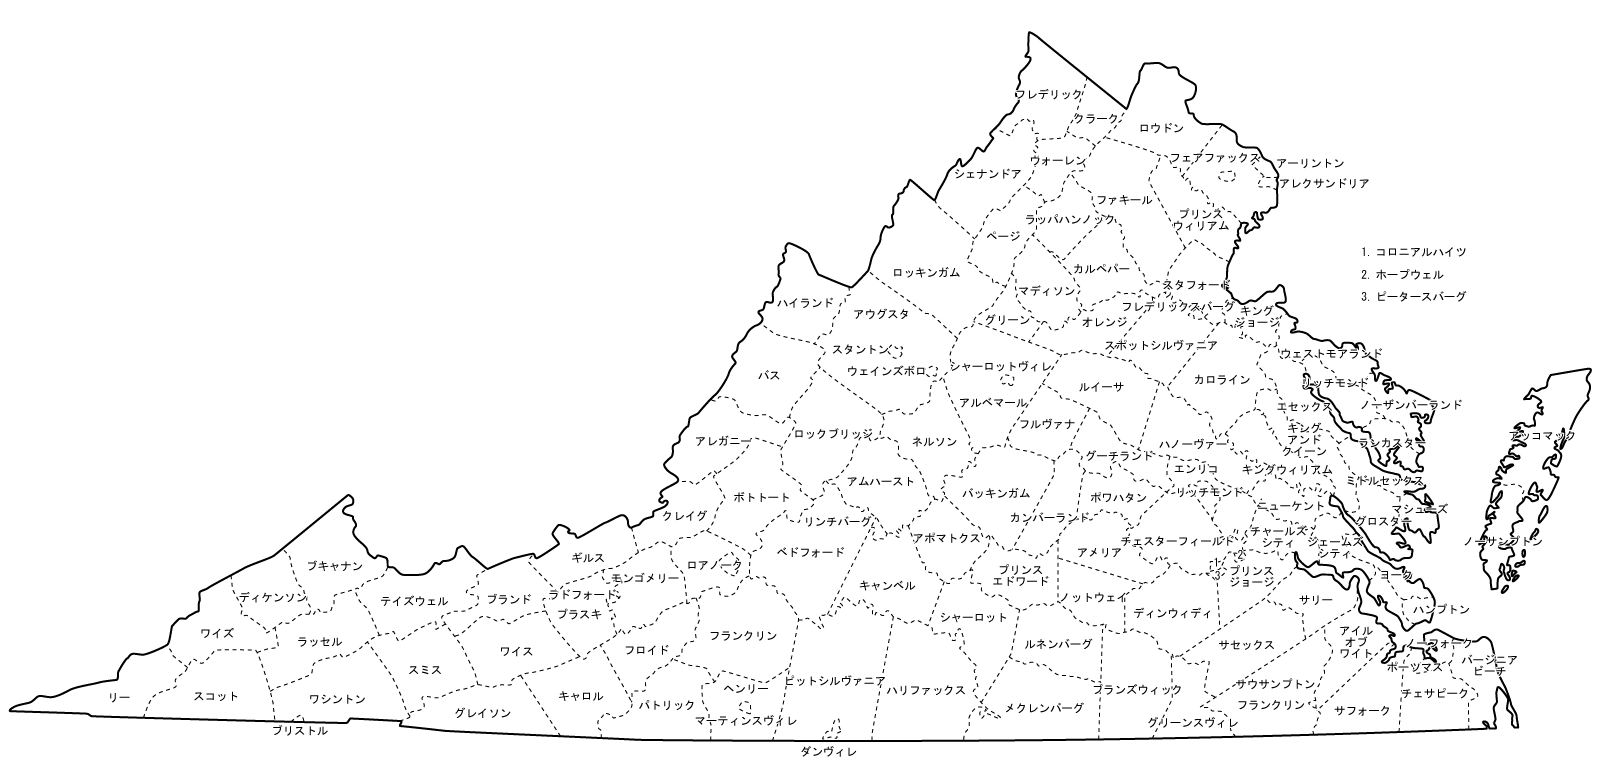 フレデリック
クラーク
ロウドン
フェアファックス
アーリントン
アレクサンドリア
ウォーレン
シェナンドア
ファキール
プリンス
ウィリアム
ラッパハンノック
ページ
ロッキンガム
カルペパー
マディソン
スタフォード
1. コロニアルハイツ
2. ホープウェル
3. ピータースバーグ
ハイランド
アウグスタ
グリーン
オレンジ
フレデリックスバーグ
キング
ジョージ
スポットシルヴァニア
スタントン
ウェインズボロ
シャーロットヴィレ
ウェストモアランド
バス
ルイーサ
カロライン
リッチモンド
アルベマール
エセックス
ノーザンバーランド
フルヴァナ
アレガニー
ロックブリッジ
ネルソン
ハノーヴァー
キング
アンド
クイーン
ランカスター
アッコマック
グーチランド
エンリコ
キングウィリアム
ミドルセックス
アムハースト
ボトトート
バッキンガム
ポワハタン
リッチモンド
ニューケント
マシューズ
クレイグ
リンチバーグ
カンバーランド
グロスター
アポマトクス
チェスターフィールド
チャールズ
シティ
ジェームズ
シティ
ノーサンプトン
ベドフォード
アメリア
ギルス
ロアノーク
プリンス
エドワード
1
2
3
プリンス
ジョージ
ヨーク
ブキャナン
モンゴメリー
キャンベル
ディケンソン
テイズウェル
ブランド
ラドフォード
プラスキ
ノットウェイ
ディンウィディ
サリー
ハンプトン
シャーロット
ワイズ
ラッセル
フランクリン
ルネンバーグ
サセックス
アイル
オブ
ワイト
ノーフォーク
ポーツマス
バージニア
ビーチ
ワイス
フロイド
スミス
ピットシルヴァニア
ハリファックス
ブランズウィック
サウサンプトン
フランクリン
チェサピーク
リー
スコット
ワシントン
キャロル
パトリック
ヘンリー
マーティンスヴィレ
メクレンバーグ
グレイソン
グリーンスヴィレ
サフォーク
ブリストル
ダンヴィレ